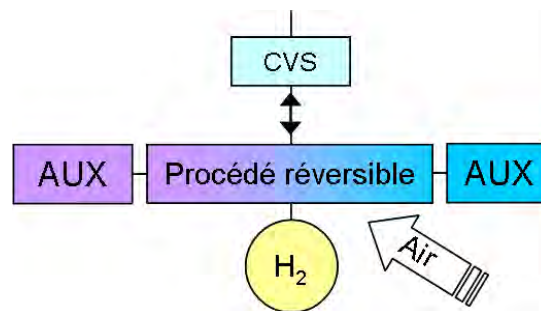 CVS
AUX
Procédé réversible
AUX
H₂
Air